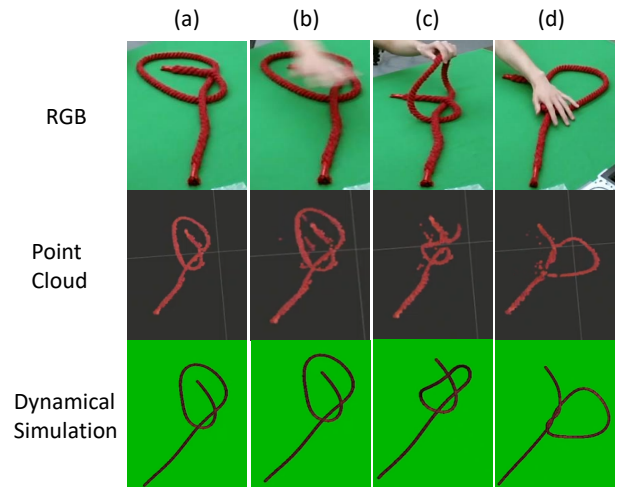 (a)
(b)
(c)
(d)
RGB
Point
Cloud
Dynamical
Simulation